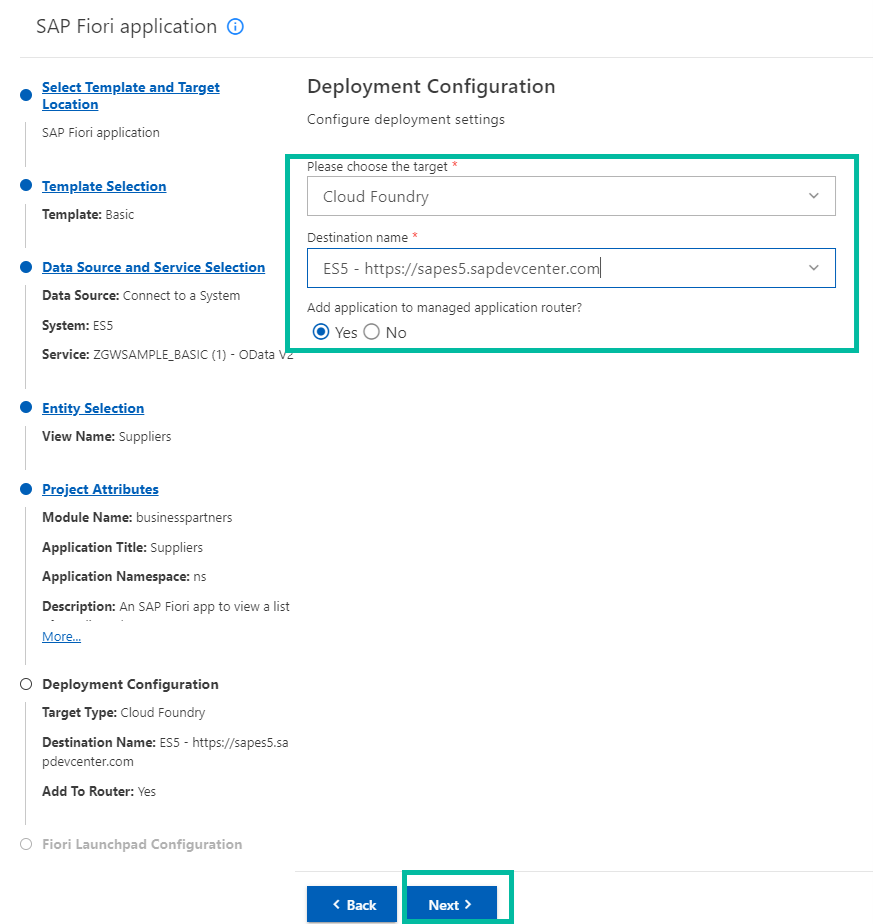 SAP Fiori application
Select Template and Target
Location
SAP Fiori application
Template Selection
Template: Basic
Data Source and Service Selection
Data Source: Connect to a System
System: ES5
Service: ZGWSAMPLE_BASIC (1) - OData V2
Entity Selection
View Name: Suppliers
Project Attributes
Module Name: businesspartners
Application Title: Suppliers
Application Namespace: ns
Description: An SAP Fiori app to view a list
More...
Deployment Configuration
Target Type: Cloud Foundry
Destination Name: ES5 - https://sapes5.sa
pdevcenter.com
Add To Router: Yes
Fiori Launchpad Configuration
Deployment Configuration
Configure deployment settings
Please choose the target *
Cloud Foundry
Destination name *
ES5 - https://sapes5.sapdevcenter.com
Add application to managed application router?
Yes No
Back Next